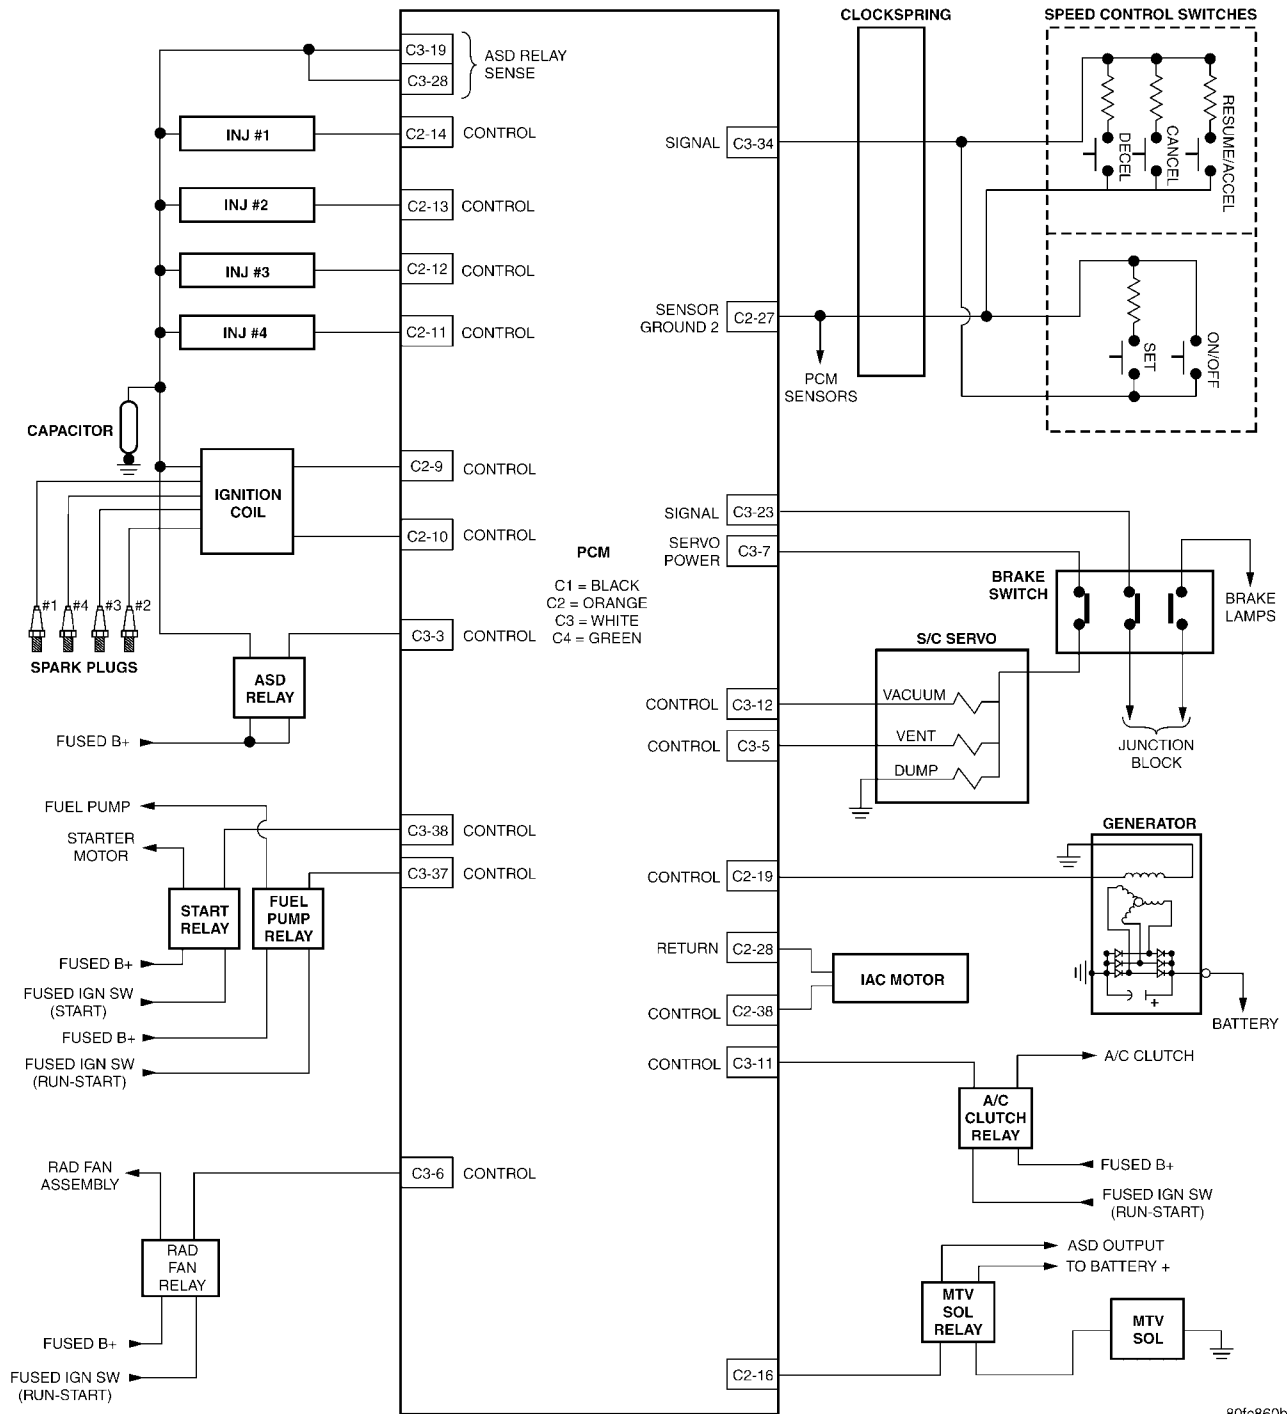 CLOCKSPRING
SPEED CONTROL SWITCHES
C3-19
C3-28
ASD RELAY
SENSE
INJ #1
C2-14
CONTROL
INJ #2
C2-13
CONTROL
INJ #3
C2-12
CONTROL
INJ #4
C2-11
CONTROL
CAPACITOR
IGNITION
COIL
C2-9
CONTROL
C2-10
CONTROL
#1
#4
#3
#2
SPARK PLUGS
C3-3
CONTROL
ASD
RELAY
FUSED B+
FUEL PUMP
STARTER
MOTOR
C3-38
CONTROL
C3-37
CONTROL
START
RELAY
FUEL
PUMP
RELAY
FUSED B+
FUSED IGN SW
(START)
FUSED B+
FUSED IGN SW
(RUN-START)
RAD FAN
ASSEMBLY
C3-6
CONTROL
RAD
FAN
RELAY
FUSED B+
FUSED IGN SW
(RUN-START)
PCM
C1 = BLACK
C2 = ORANGE
C3 = WHITE
C4 = GREEN
SIGNAL
C3-34
DECEL
CANCEL
RESUME/ACCEL
SENSOR
GROUND 2
C2-27
PCM
SENSORS
SET
ON/OFF
SIGNAL
C3-23
SERVO
POWER
C3-7
BRAKE
SWITCH
BRAKE
LAMPS
JUNCTION
BLOCK
S/C SERVO
CONTROL
C3-12
VACUUM
CONTROL
C3-5
VENT
DUMP
GENERATOR
CONTROL
C2-19
+
BATTERY
RETURN
C2-28
IAC MOTOR
CONTROL
C2-38
CONTROL
C3-11
A/C CLUTCH
A/C
CLUTCH
RELAY
FUSED B+
FUSED IGN SW
(RUN-START)
ASD OUTPUT
TO BATTERY +
MTV
SOL
RELAY
MTV
SOL
C2-16
80fc860b